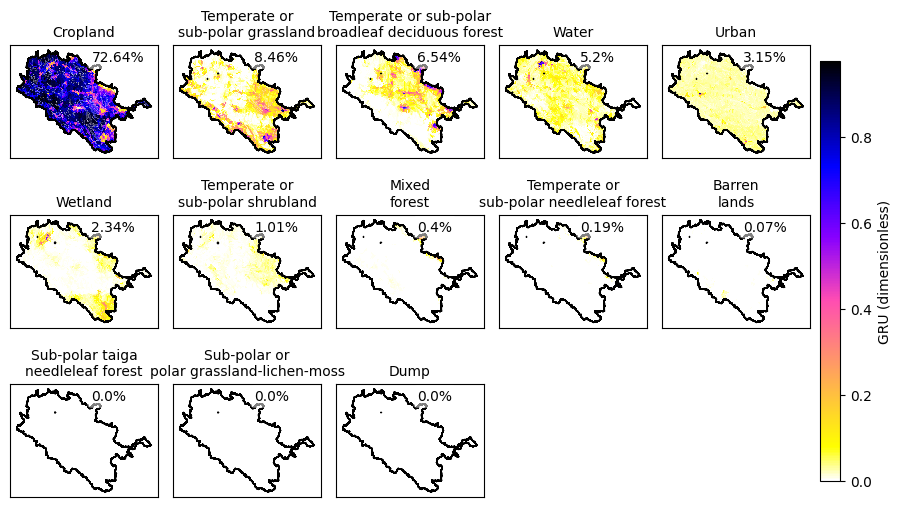 Cropland
72.64%
Temperate or
sub-polar grassland
8.46%
Temperate or sub-polar
broadleaf deciduous forest
6.54%
Water
5.2%
Urban
3.15%
Wetland
2.34%
Temperate or
sub-polar shrubland
1.01%
Mixed
forest
0.4%
Temperate or
sub-polar needleleaf forest
0.19%
Barren
lands
0.07%
Sub-polar taiga
needleleaf forest
0.0%
Sub-polar or
polar grassland-lichen-moss
0.0%
Dump
0.0%
0.8
0.6
0.4
0.2
0.0
GRU (dimensionless)